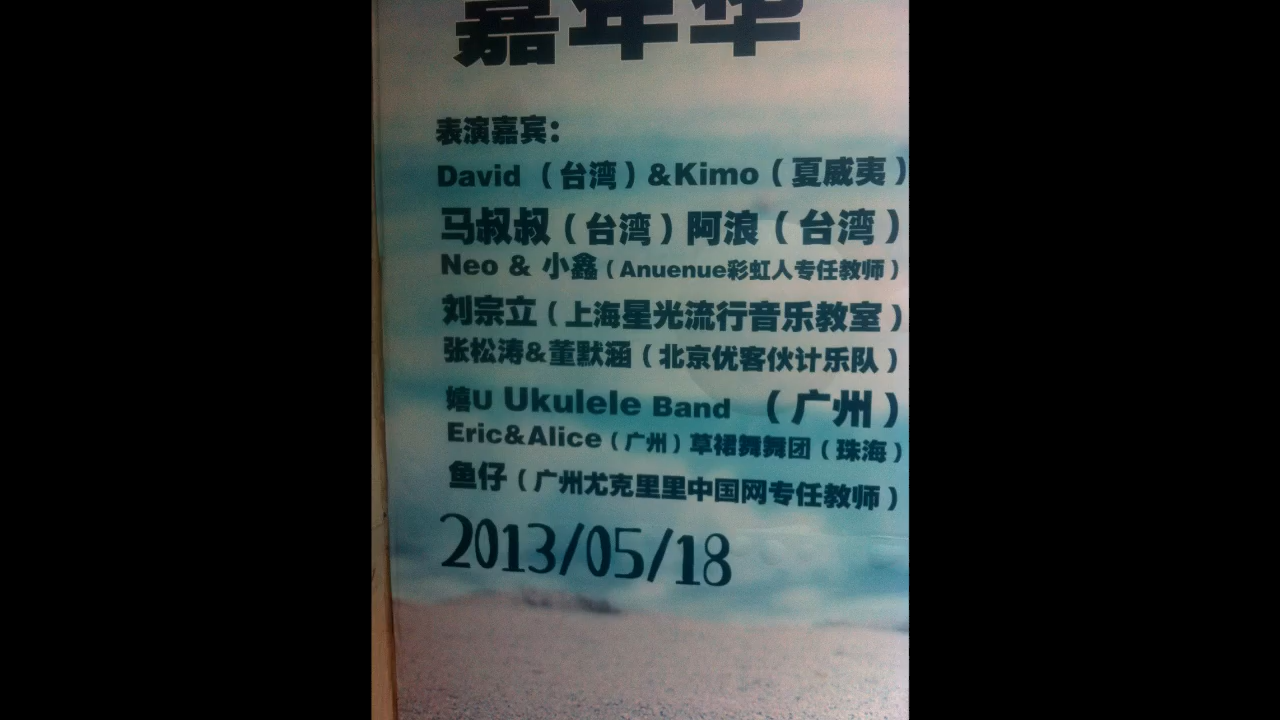 嘉年华
表演嘉宾:
David（台湾）&Kimo（夏威夷）
马叔叔（台湾）阿浪（台湾）
Neo & 小鑫（Anuenue彩虹人专任教师）
刘宗立（上海星光流行音乐教室）
张松涛&董默涵（北京优客伙计乐队）
嬉U Ukulele Band （广州）
Eric&Alice（广州）草裙舞舞团（珠海）
鱼仔（广州尤克里里中国网专任教师）
2013/05/18